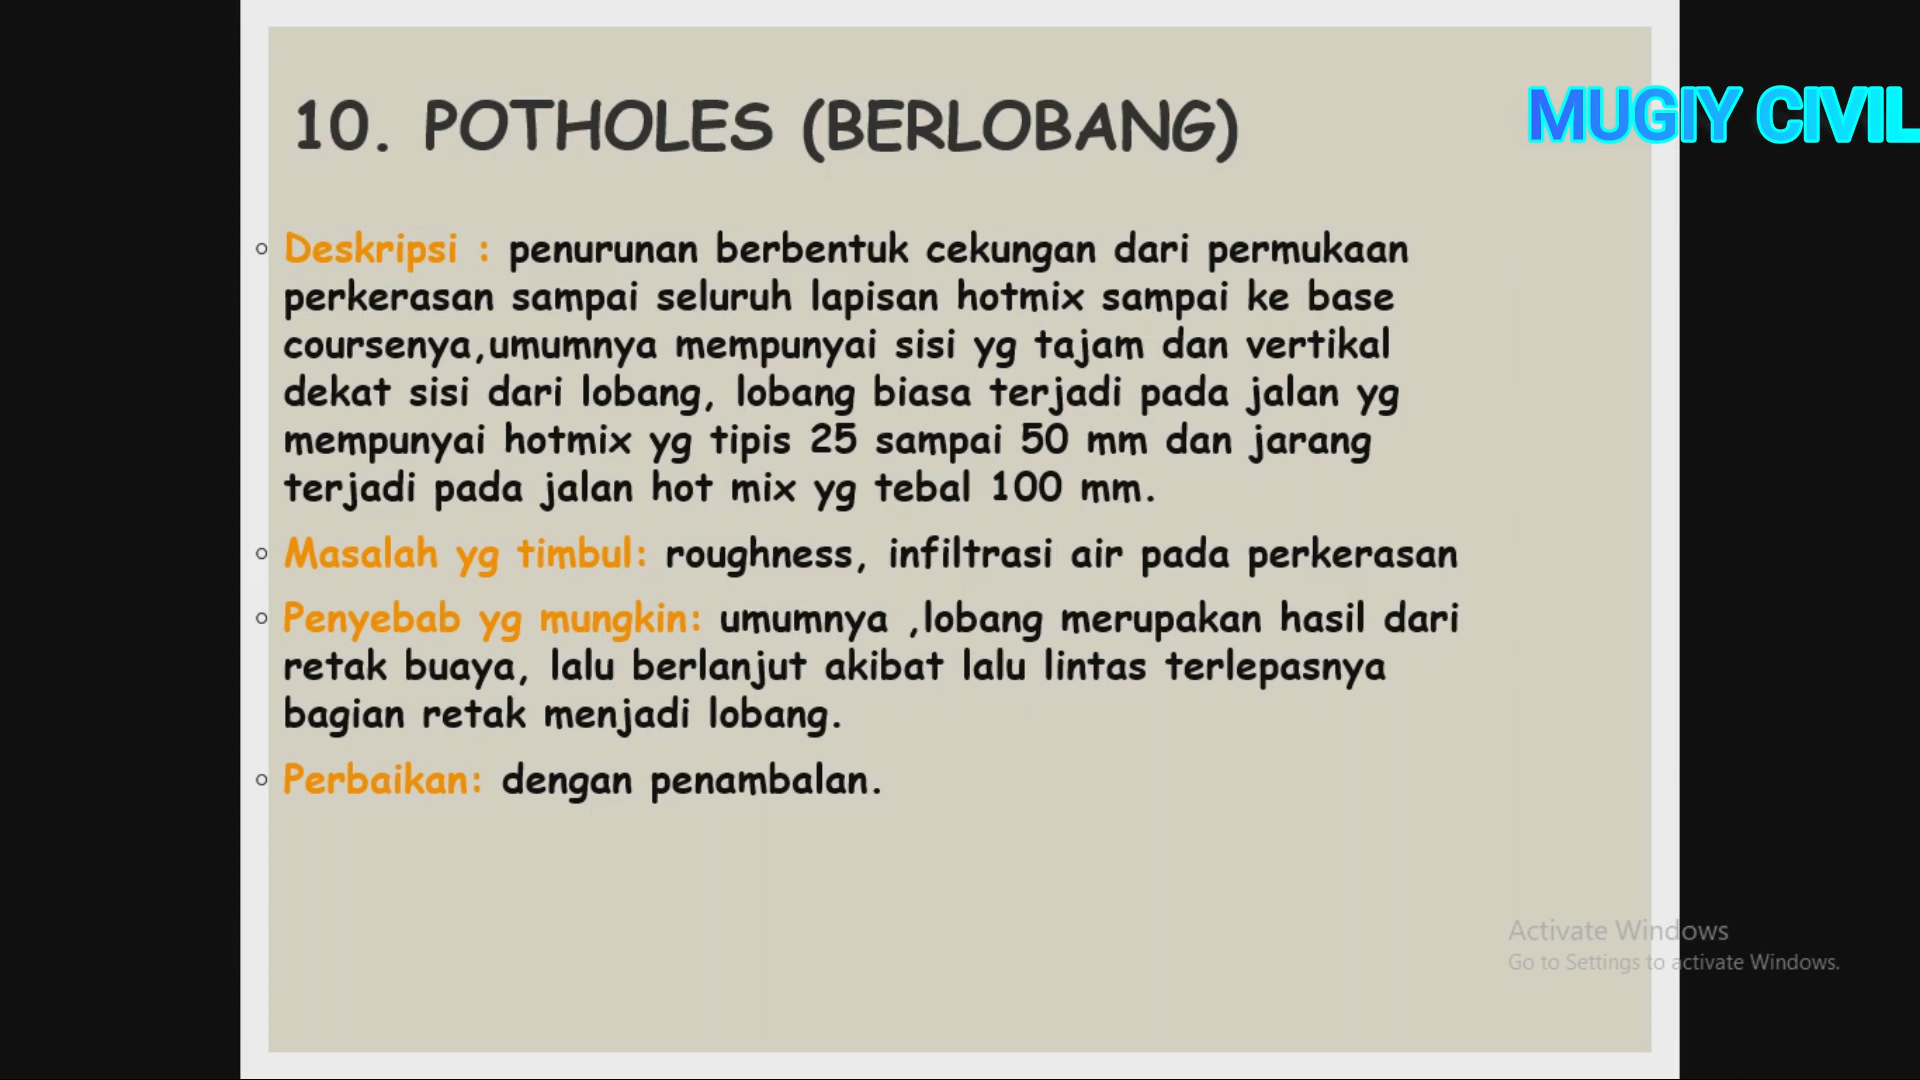 10. POTHOLES (BERLOBANG)
MUGIY CIVIL
Deskripsi : penurunan berbentuk cekungan dari permukaan
perkerasan sampai seluruh lapisan hotmix sampai ke base
coursenya,umumnya mempunyai sisi yg tajam dan vertikal
dekat sisi dari lobang, lobang biasa terjadi pada jalan yg
mempunyai hotmix yg tipis 25 sampai 50 mm dan jarang
terjadi pada jalan hot mix yg tebal 100 mm.
Masalah yg timbul: roughness, infiltrasi air pada perkerasan
Penyebab yg mungkin: umumnya ,lobang merupakan hasil dari
retak buaya, lalu berlanjut akibat lalu lintas terlepasnya
bagian retak menjadi lobang.
Perbaikan: dengan penambalan.
Activate Windows
Go to Settings to activate Windows.